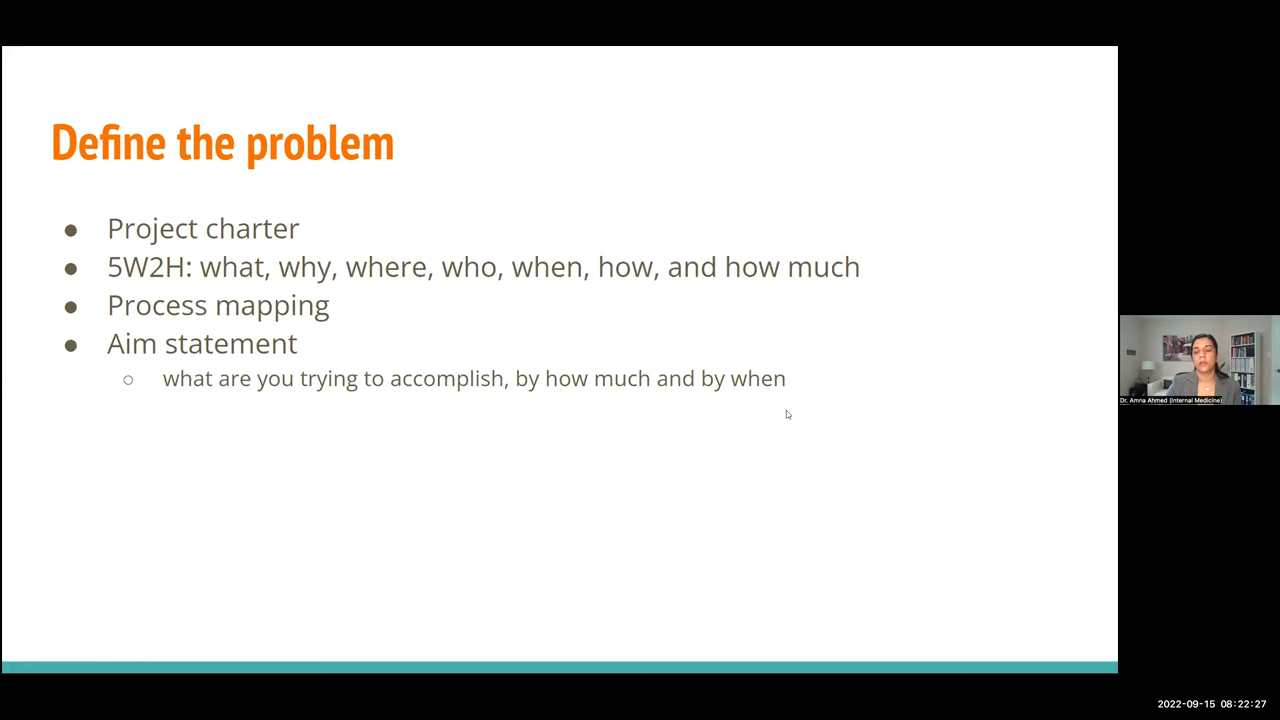 Define the problem
● Project charter
● 5W2H: what, why, where, who, when, how, and how much
● Process mapping
● Aim statement
○ what are you trying to accomplish, by how much and by when
Dr. Amna Ahmed (Internal Medicine)
2022-09-15 08:22:27